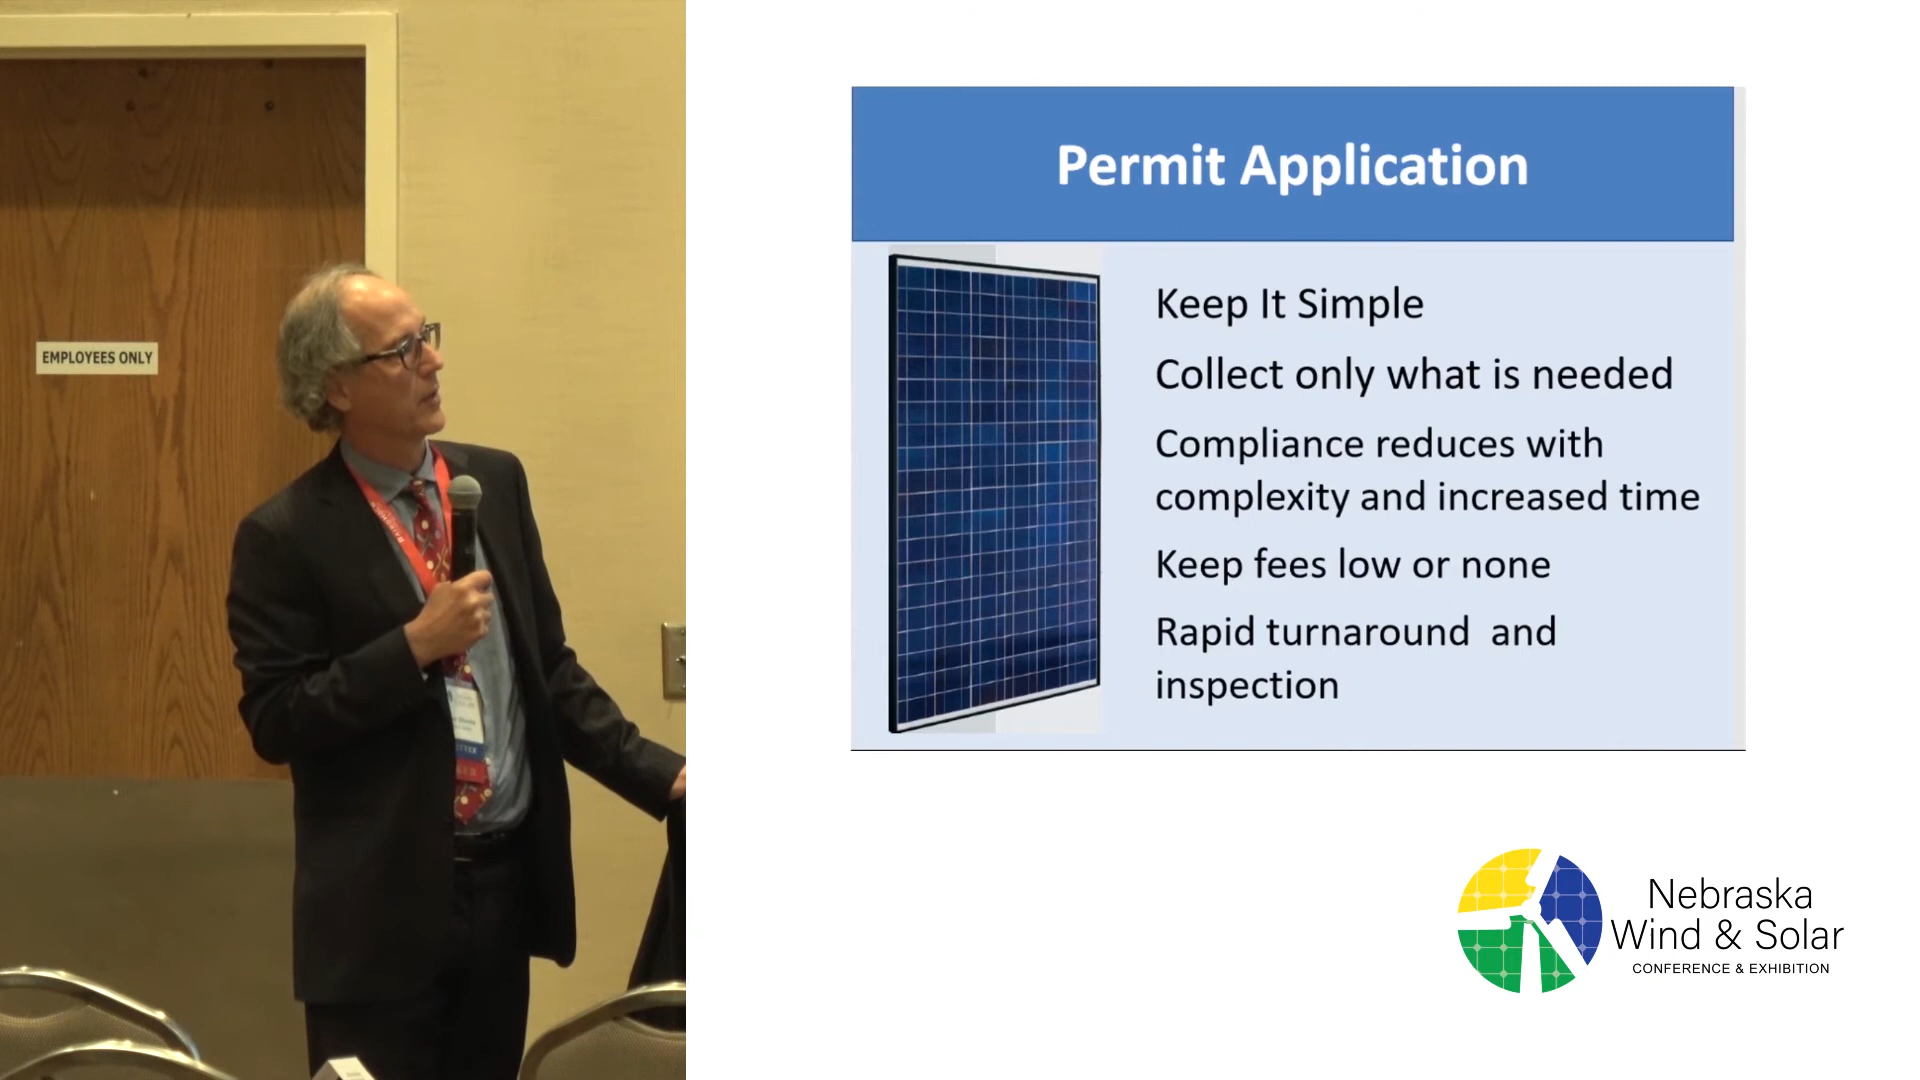 EMPLOYEES ONLY
Permit Application
Keep It Simple
Collect only what is needed
Compliance reduces with
complexity and increased time
Keep fees low or none
Rapid turnaround and
inspection
Nebraska
Wind & Solar
CONFERENCE & EXHIBITION